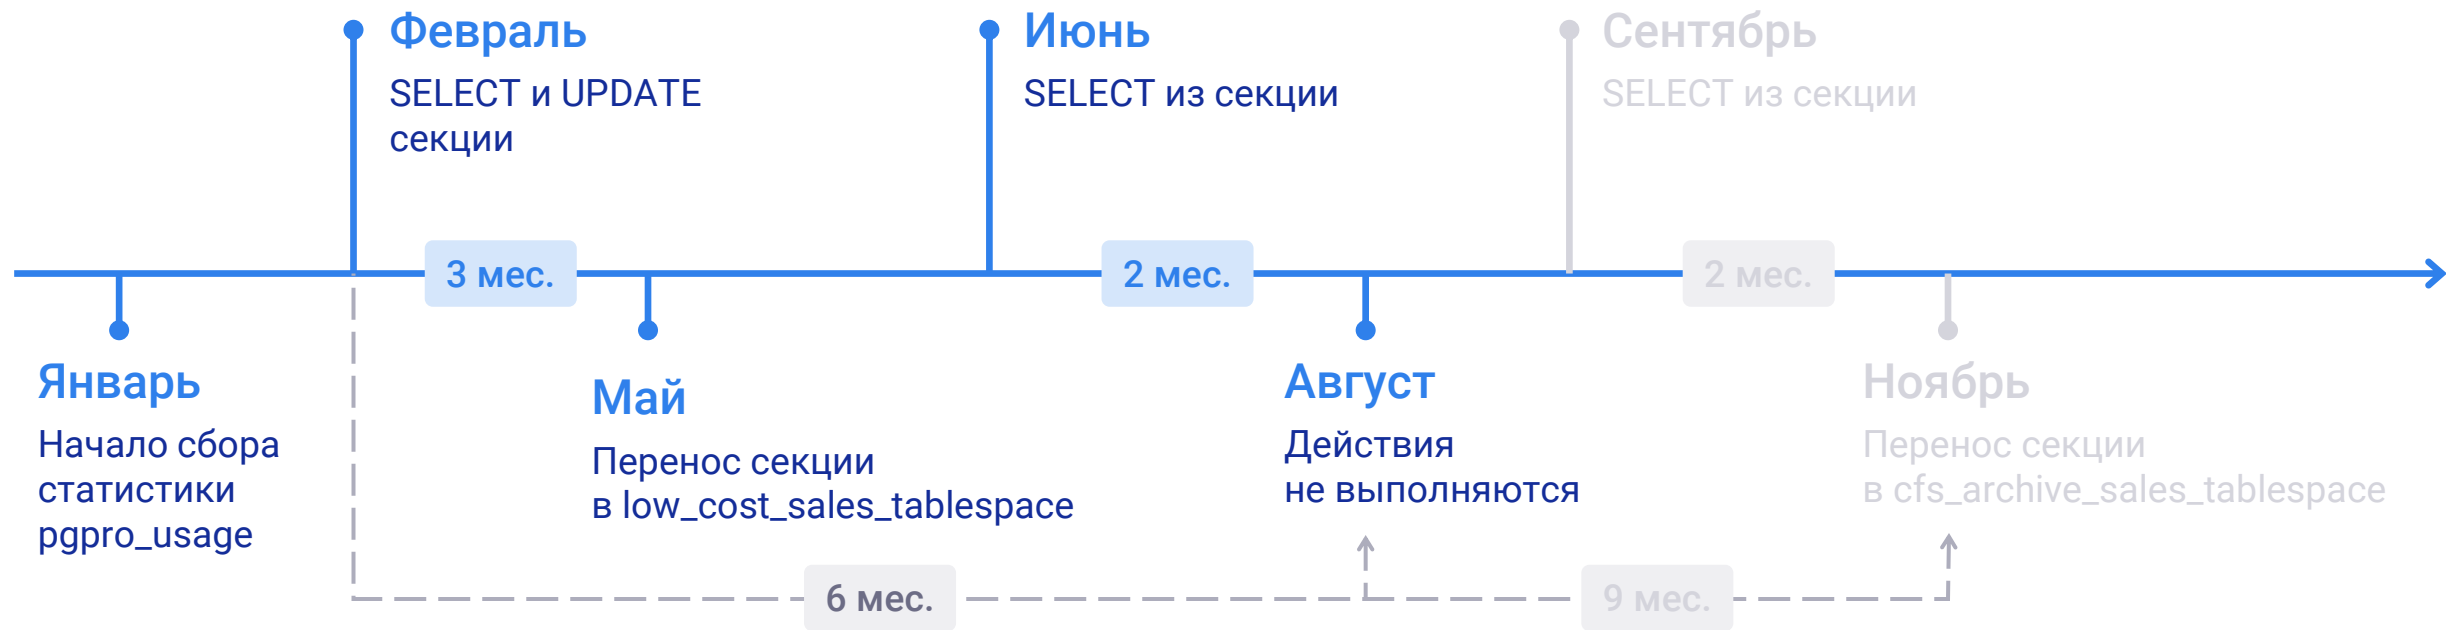 Февраль
SELECT и UPDATE
секции
Июнь
SELECT из секции
Сентябрь
SELECT из секции
3 мес.
2 мес.
2 мес.
Январь
Начало сбора
статистики
pgpro_usage
Май
Перенос секции
в low_cost_sales_tablespace
Август
Действия
не выполняются
Ноябрь
Перенос секции
в cfs_archive_sales_tablespace
6 мес.
9 мес.